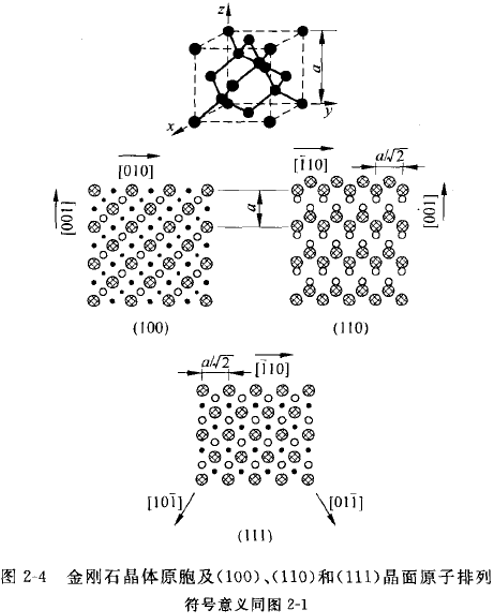 z
a
x
y
[010]
[001]
a
(100)
[1̄10]
a/√2
[001]
(110)
a/√2
[1̄10]
[101̄]
[011̄]
(111)
图 2-4 金刚石晶体原胞及(100)、(110)和(111)晶面原子排列
符号意义同图 2-1